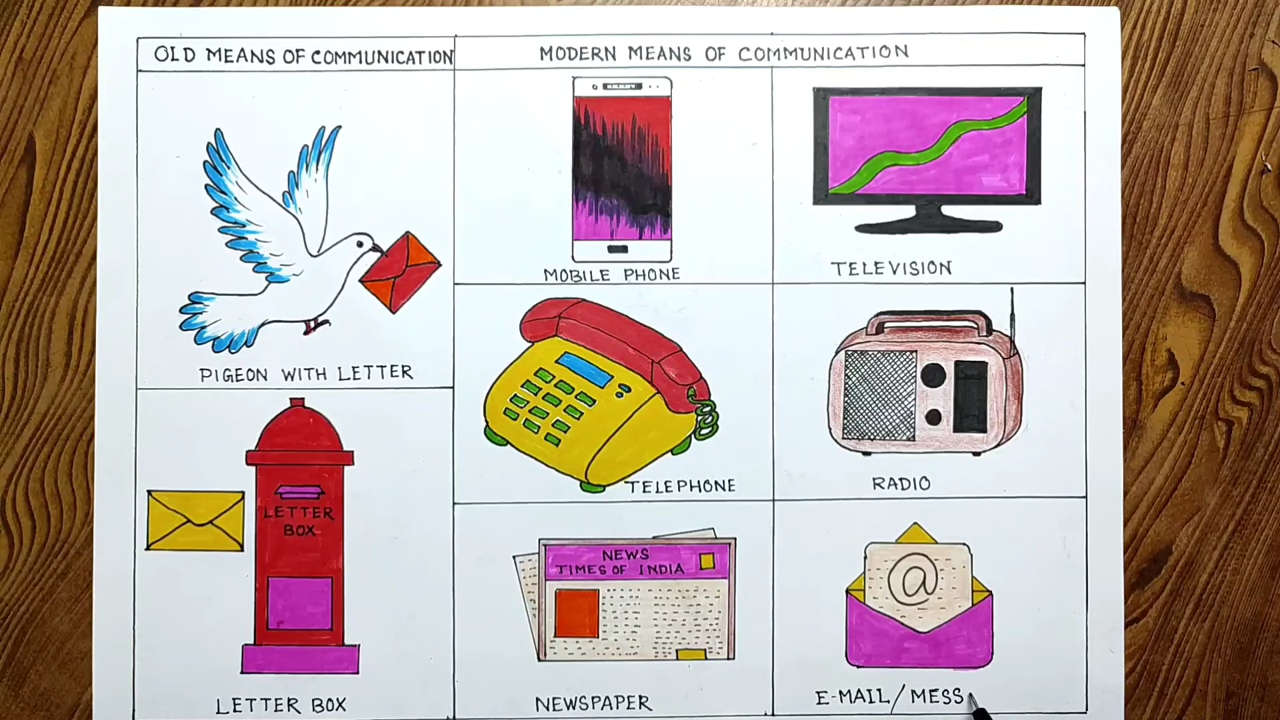 OLD MEANS OF COMMUNICATION
MODERN MEANS OF COMMUNICATION
PIGEON WITH LETTER
LETTER
BOX
LETTER BOX
MOBILE PHONE
TELEVISION
TELEPHONE
RADIO
NEWS
TIMES OF INDIA
NEWSPAPER
@
E-MAIL/MESS